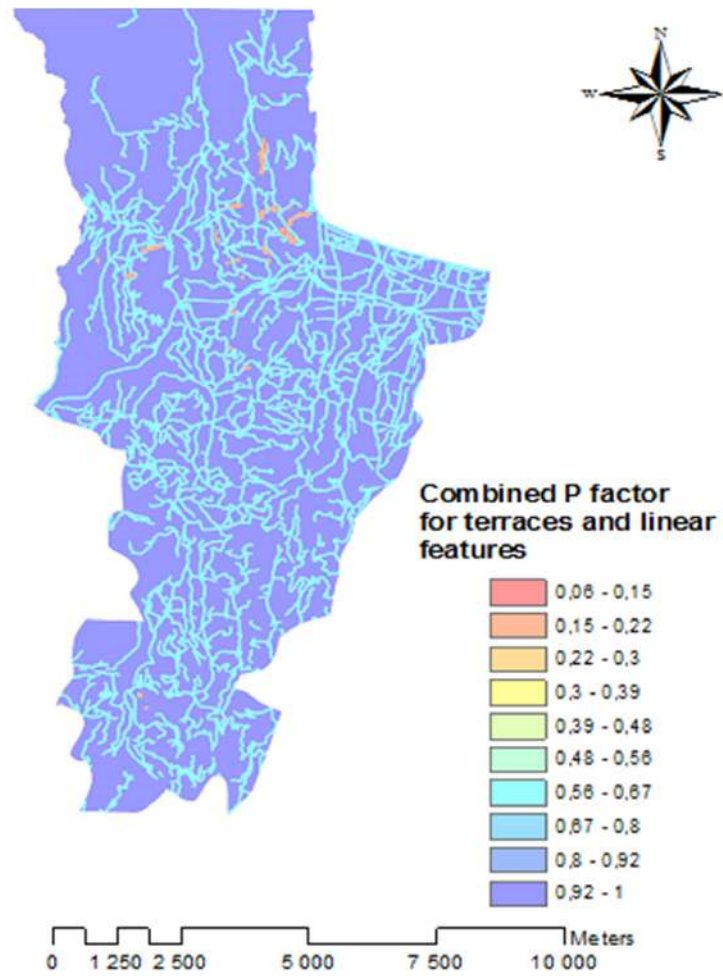 N
W
S
Combined P factor
for terraces and linear
features
0,06 - 0,15
0,15 - 0,22
0,22 - 0,3
0,3 - 0,39
0,39 - 0,48
0,48 - 0,56
0,56 - 0,67
0,67 - 0,8
0,8 - 0,92
0,92 - 1
Meters
0 1 250 2 500 5 000 7 500 10 000